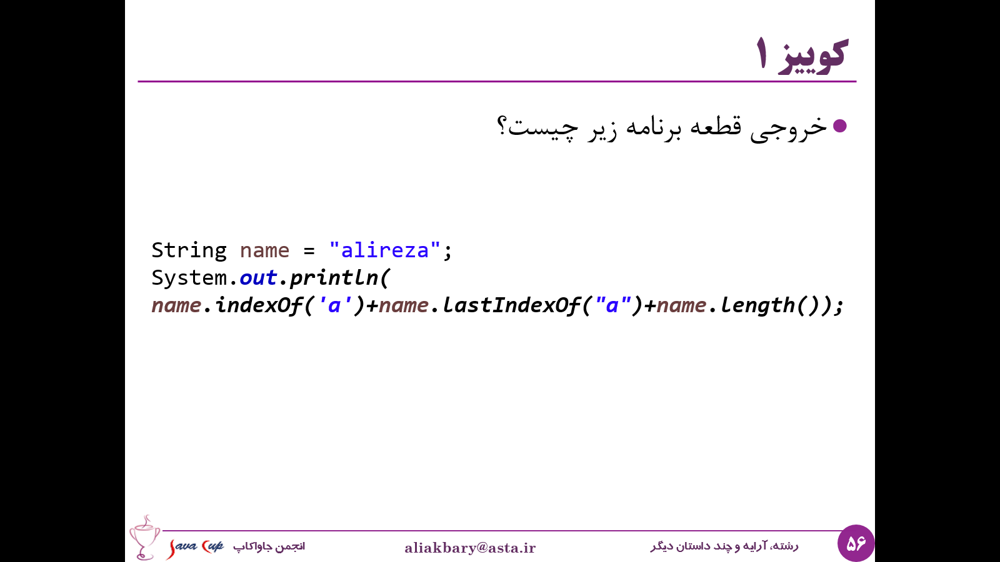 کوییز ۱
خروجی قطعه برنامه زیر چیست؟
String name = "alireza";
System.out.println(
name.indexOf('a')+name.lastIndexOf("a")+name.length());
Java Cup انجمن جاواکاپ
aliakbary@asta.ir
رشته، آرایه و چند داستان دیگر
۵۶